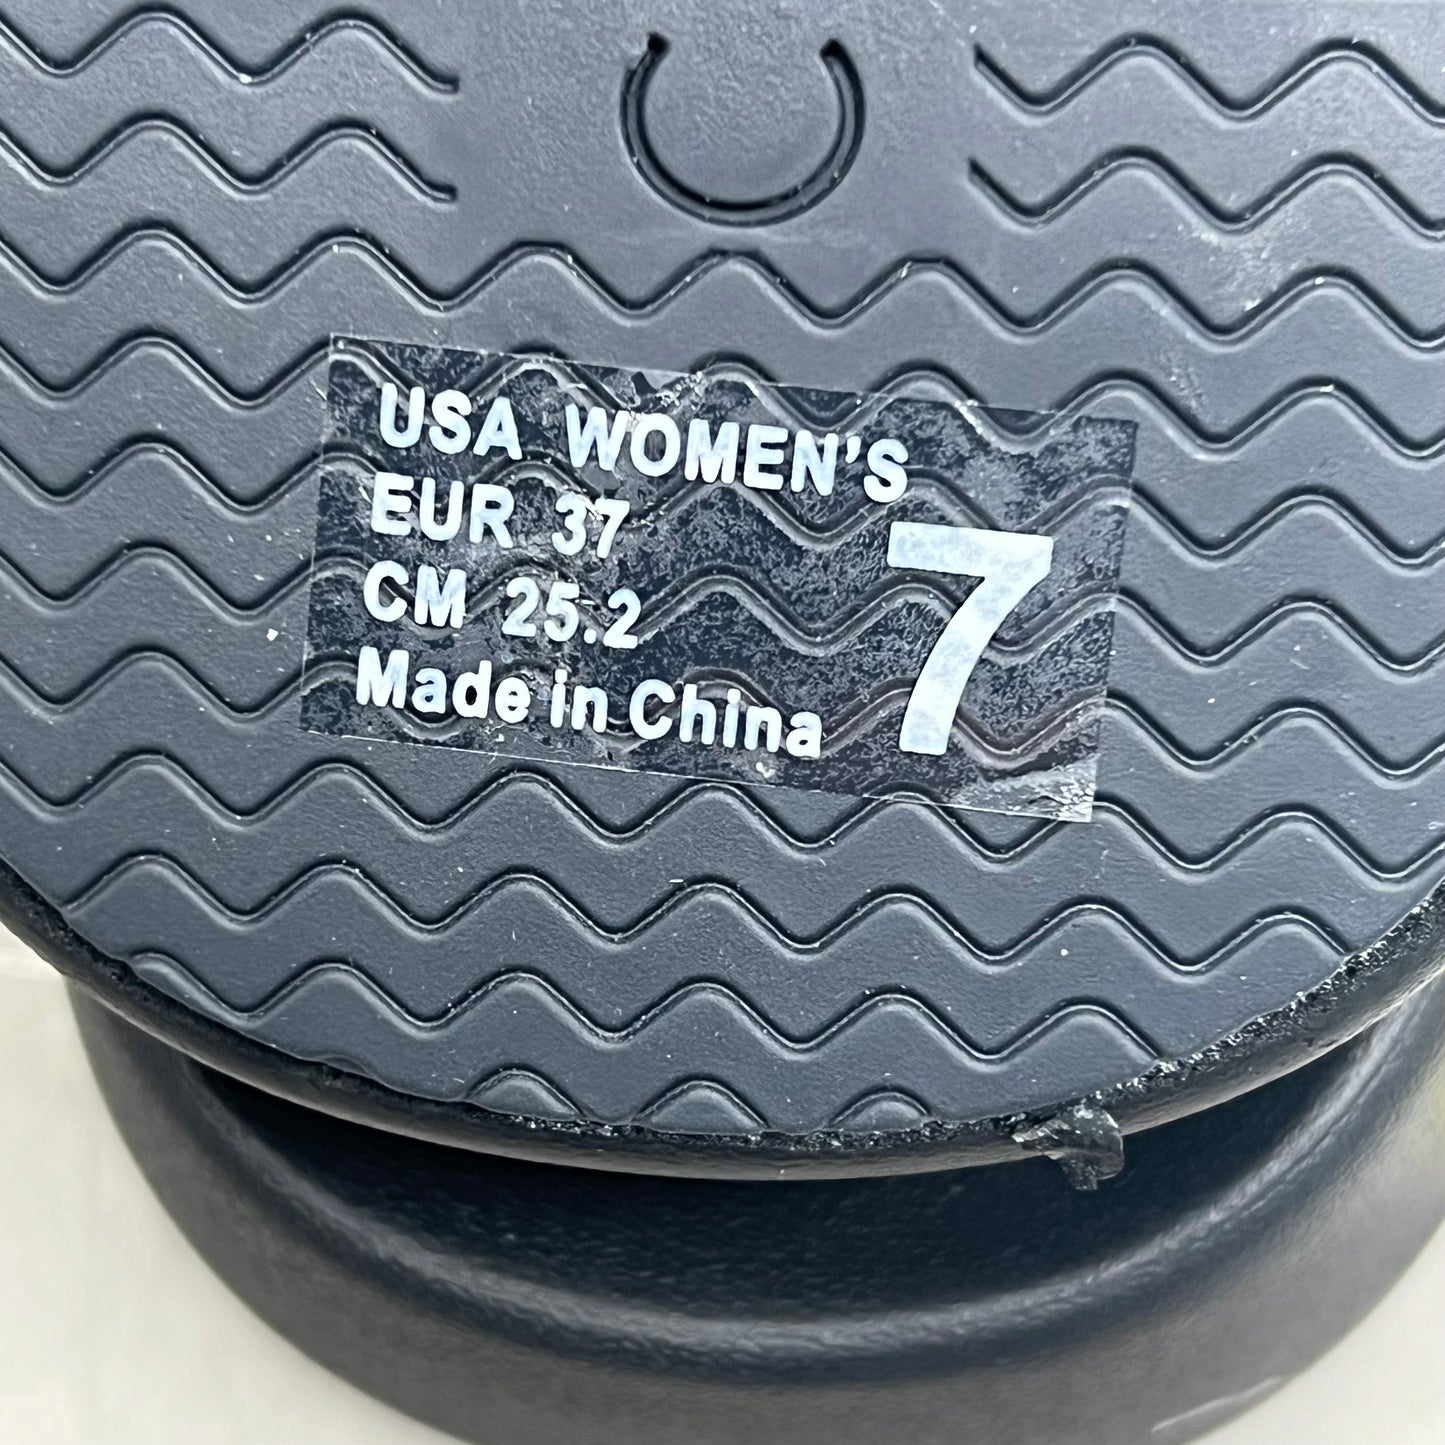 USA WOMEN'S
EUR 37
CM 25.2
Made in China
7